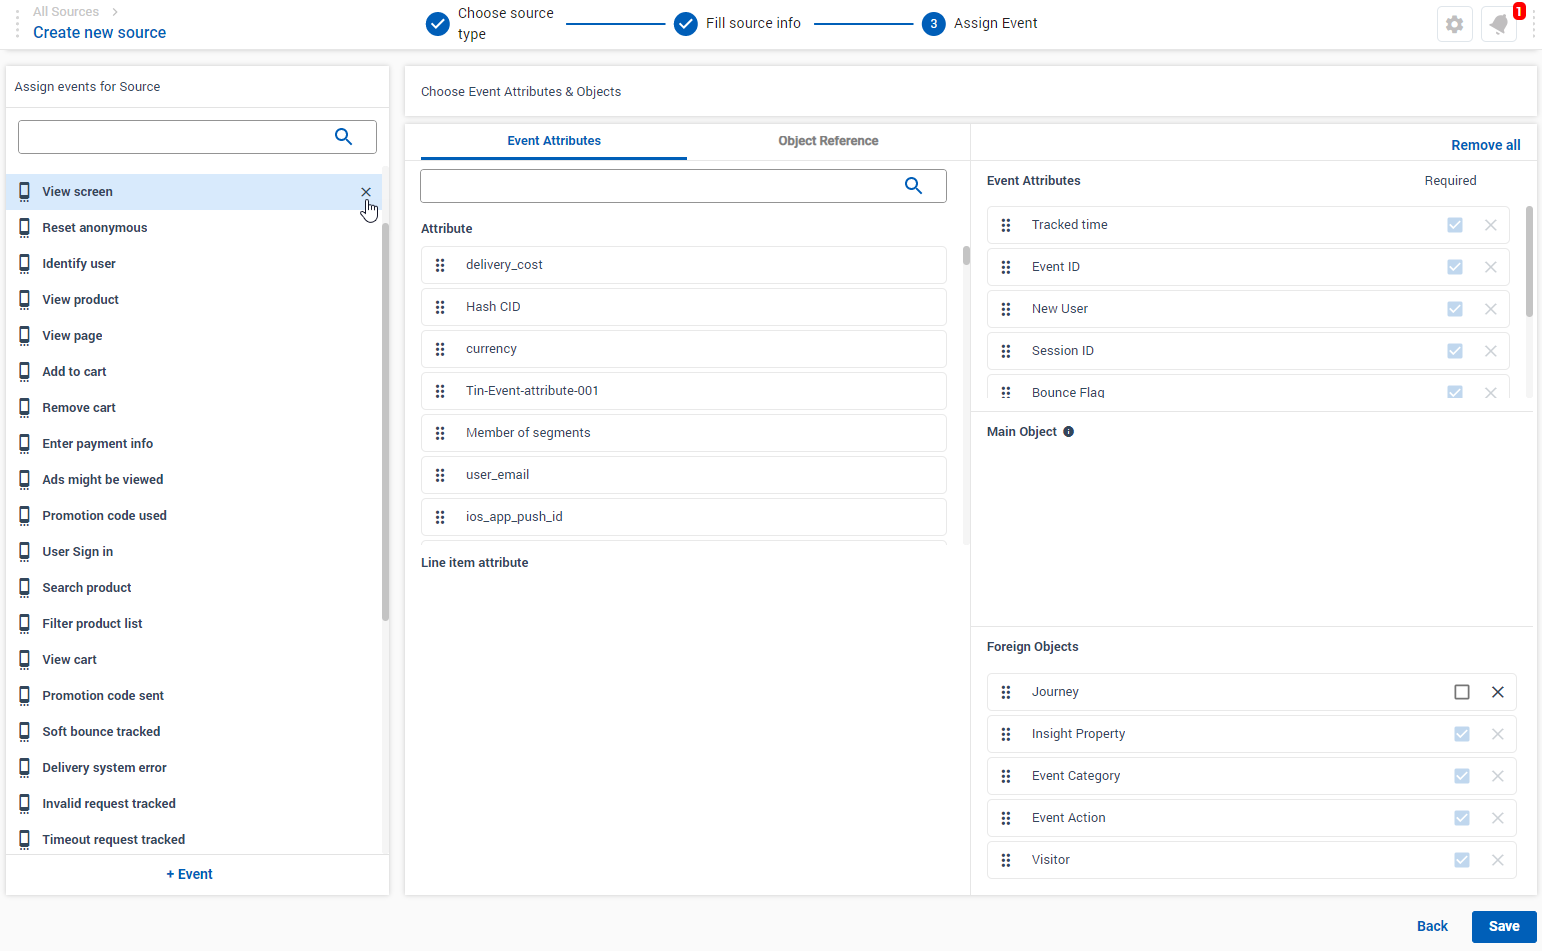 All Sources
Create new source
Choose source
type
Fill source info
3
Assign Event
1
Assign events for Source
View screen
Reset anonymous
Identify user
View product
View page
Add to cart
Remove cart
Enter payment info
Ads might be viewed
Promotion code used
User Sign in
Search product
Filter product list
View cart
Promotion code sent
Soft bounce tracked
Delivery system error
Invalid request tracked
Timeout request tracked
+ Event
Choose Event Attributes & Objects
Event Attributes
Object Reference
Attribute
delivery_cost
Hash CID
currency
Tin-Event-attribute-001
Member of segments
user_email
ios_app_push_id
Line item attribute
Remove all
Event Attributes
Required
Tracked time
Event ID
New User
Session ID
Bounce Flag
Main Object
Foreign Objects
Journey
Insight Property
Event Category
Event Action
Visitor
Back
Save